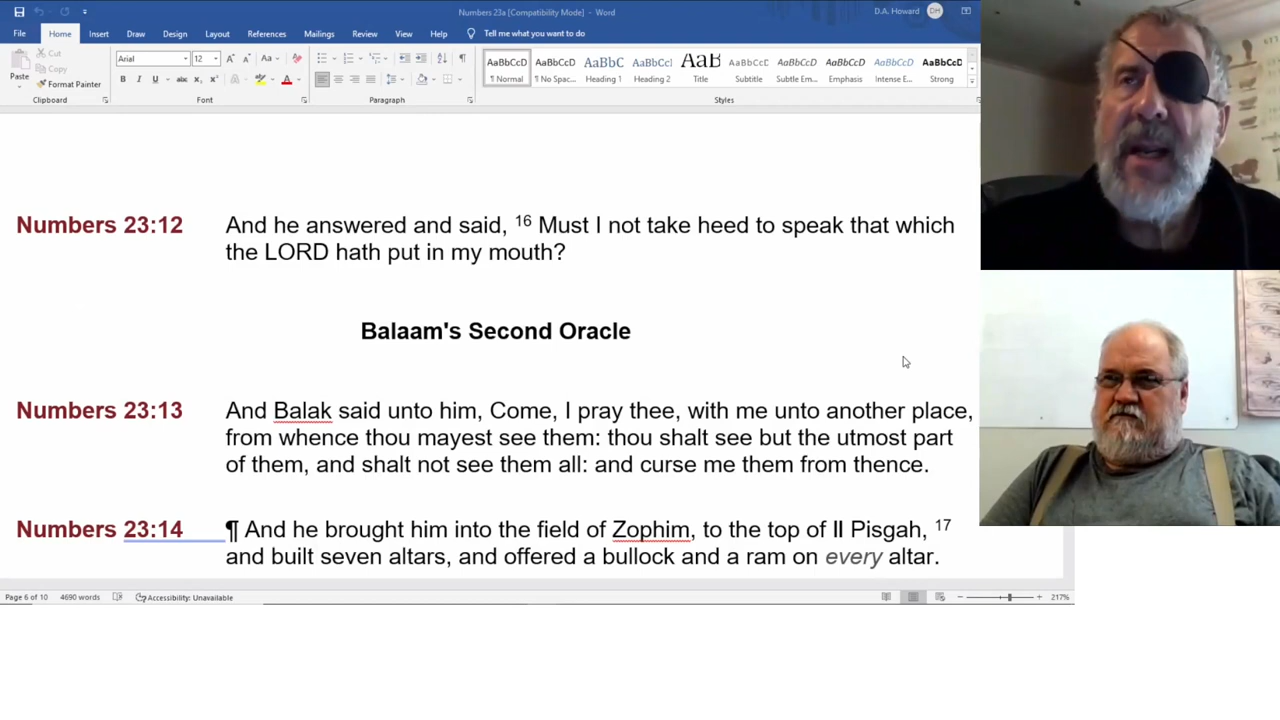 Numbers 23a [Compatibility Mode] - Word
D.A. Howard DH
File Home Insert Draw Design Layout References Mailings Review View Help Tell me what you want to do
Paste
Cut
Copy
Format Painter
Clipboard
Arial 12
Font
Paragraph
AaBbCcD AaBbCcD AaBbC AaBbCcI AaB AaBbCcD AaBbCcD AaBbCcD AaBbCcD AaBbCcD
¶ Normal ¶ No Spac... Heading 1 Heading 2 Title Subtitle Subtle Em... Emphasis Intense E... Strong
Styles
Numbers 23:12 And he answered and said, 16 Must I not take heed to speak that which
the LORD hath put in my mouth?
Balaam's Second Oracle
Numbers 23:13 And Balak said unto him, Come, I pray thee, with me unto another place,
from whence thou mayest see them: thou shalt see but the utmost part
of them, and shalt not see them all: and curse me them from thence.
Numbers 23:14 ¶ And he brought him into the field of Zophim, to the top of II Pisgah, 17
and built seven altars, and offered a bullock and a ram on every altar.
Page 6 of 10 4690 words Accessibility: Unavailable 217%